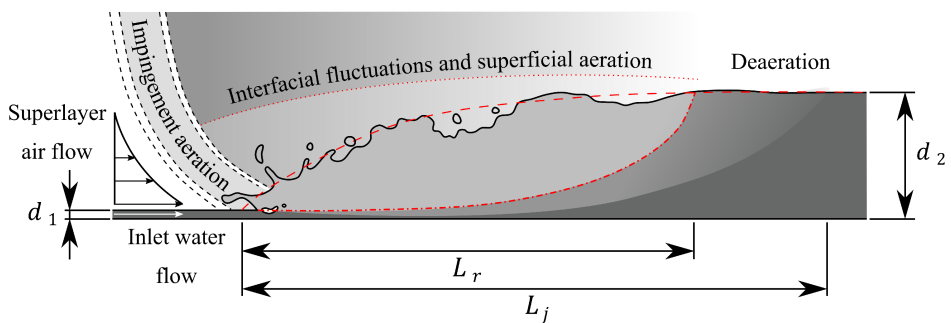 Impingement aeration
Interfacial fluctuations and superficial aeration
Deaeration
Superlayer
air flow
d 1
d 2
Inlet water
flow
L r
L j